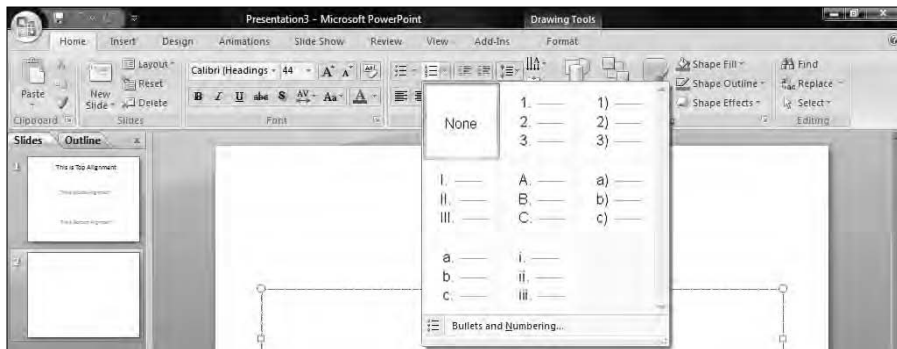 Presentation3 - Microsoft PowerPoint Drawing Tools
Home Insert Design Animations Slide Show Review View Add-Ins Format
Paste
Clipboard
New Slide
Layout
Reset
Delete
Slides
Calibri (Headings 44 A A
B I U abe S AV Aa A
Font
Shape Fill
Shape Outline
Shape Effects
Find
Replace
Select
Editing
Slides Outline x
This is Top Alignment
None
1.
2.
3.
1)
2)
3)
I.
II.
III.
A.
B.
C.
a)
b)
c)
a.
b.
c.
i.
ii.
iii.
Bullets and Numbering...